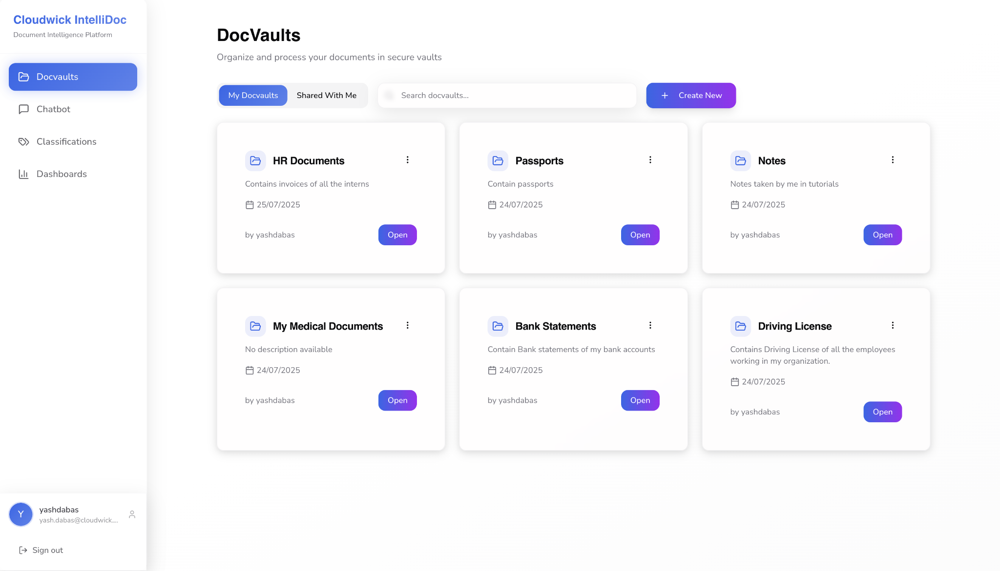 Cloudwick IntelliDoc
Document Intelligence Platform
Docvaults
Chatbot
Classifications
Dashboards
yashdabas
yash.dabas@cloudwick....
Y
Sign out
DocVaults
Organize and process your documents in secure vaults
My Docvaults
Shared With Me
Search docvaults...
Create New
HR Documents
Contains invoices of all the interns
25/07/2025
by yashdabas
Open
Passports
Contain passports
24/07/2025
by yashdabas
Open
Notes
Notes taken by me in tutorials
24/07/2025
by yashdabas
Open
My Medical Documents
No description available
24/07/2025
by yashdabas
Open
Bank Statements
Contain Bank statements of my bank accounts
24/07/2025
by yashdabas
Open
Driving License
Contains Driving License of all the employees
working in my organization.
24/07/2025
by yashdabas
Open